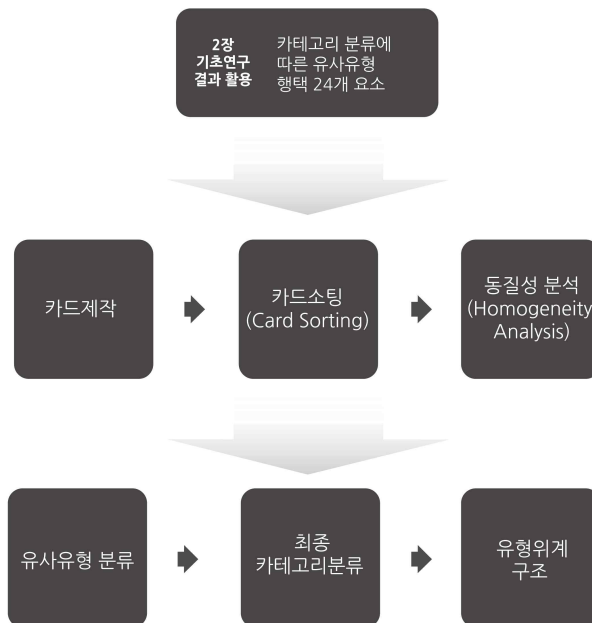 2장
기초연구
결과 활용
카테고리 분류에
따른 유사유형
행택 24개 요소
카드제작
카드소팅
(Card Sorting)
동질성 분석
(Homogeneity
Analysis)
유사유형 분류
최종
카테고리분류
유형위계
구조